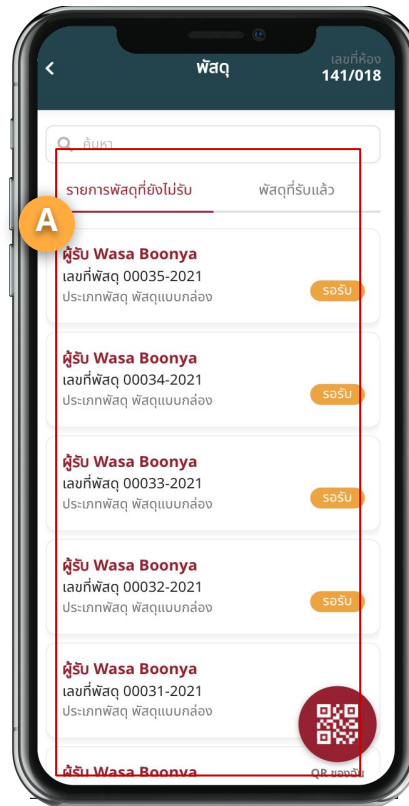 พัสดุ
เลขที่ห้อง
141/018
ค้นหา
รายการพัสดุที่ยังไม่รับ
พัสดุที่รับแล้ว
A
ผู้รับ Wasa Boonya
เลขที่พัสดุ 00035-2021
ประเภทพัสดุ พัสดุแบบกล่อง
รอรับ
ผู้รับ Wasa Boonya
เลขที่พัสดุ 00034-2021
ประเภทพัสดุ พัสดุแบบกล่อง
รอรับ
ผู้รับ Wasa Boonya
เลขที่พัสดุ 00033-2021
ประเภทพัสดุ พัสดุแบบกล่อง
รอรับ
ผู้รับ Wasa Boonya
เลขที่พัสดุ 00032-2021
ประเภทพัสดุ พัสดุแบบกล่อง
รอรับ
ผู้รับ Wasa Boonya
เลขที่พัสดุ 00031-2021
ประเภทพัสดุ พัสดุแบบกล่อง
ผู้รับ Wasa Boonya
QR ของฉัน